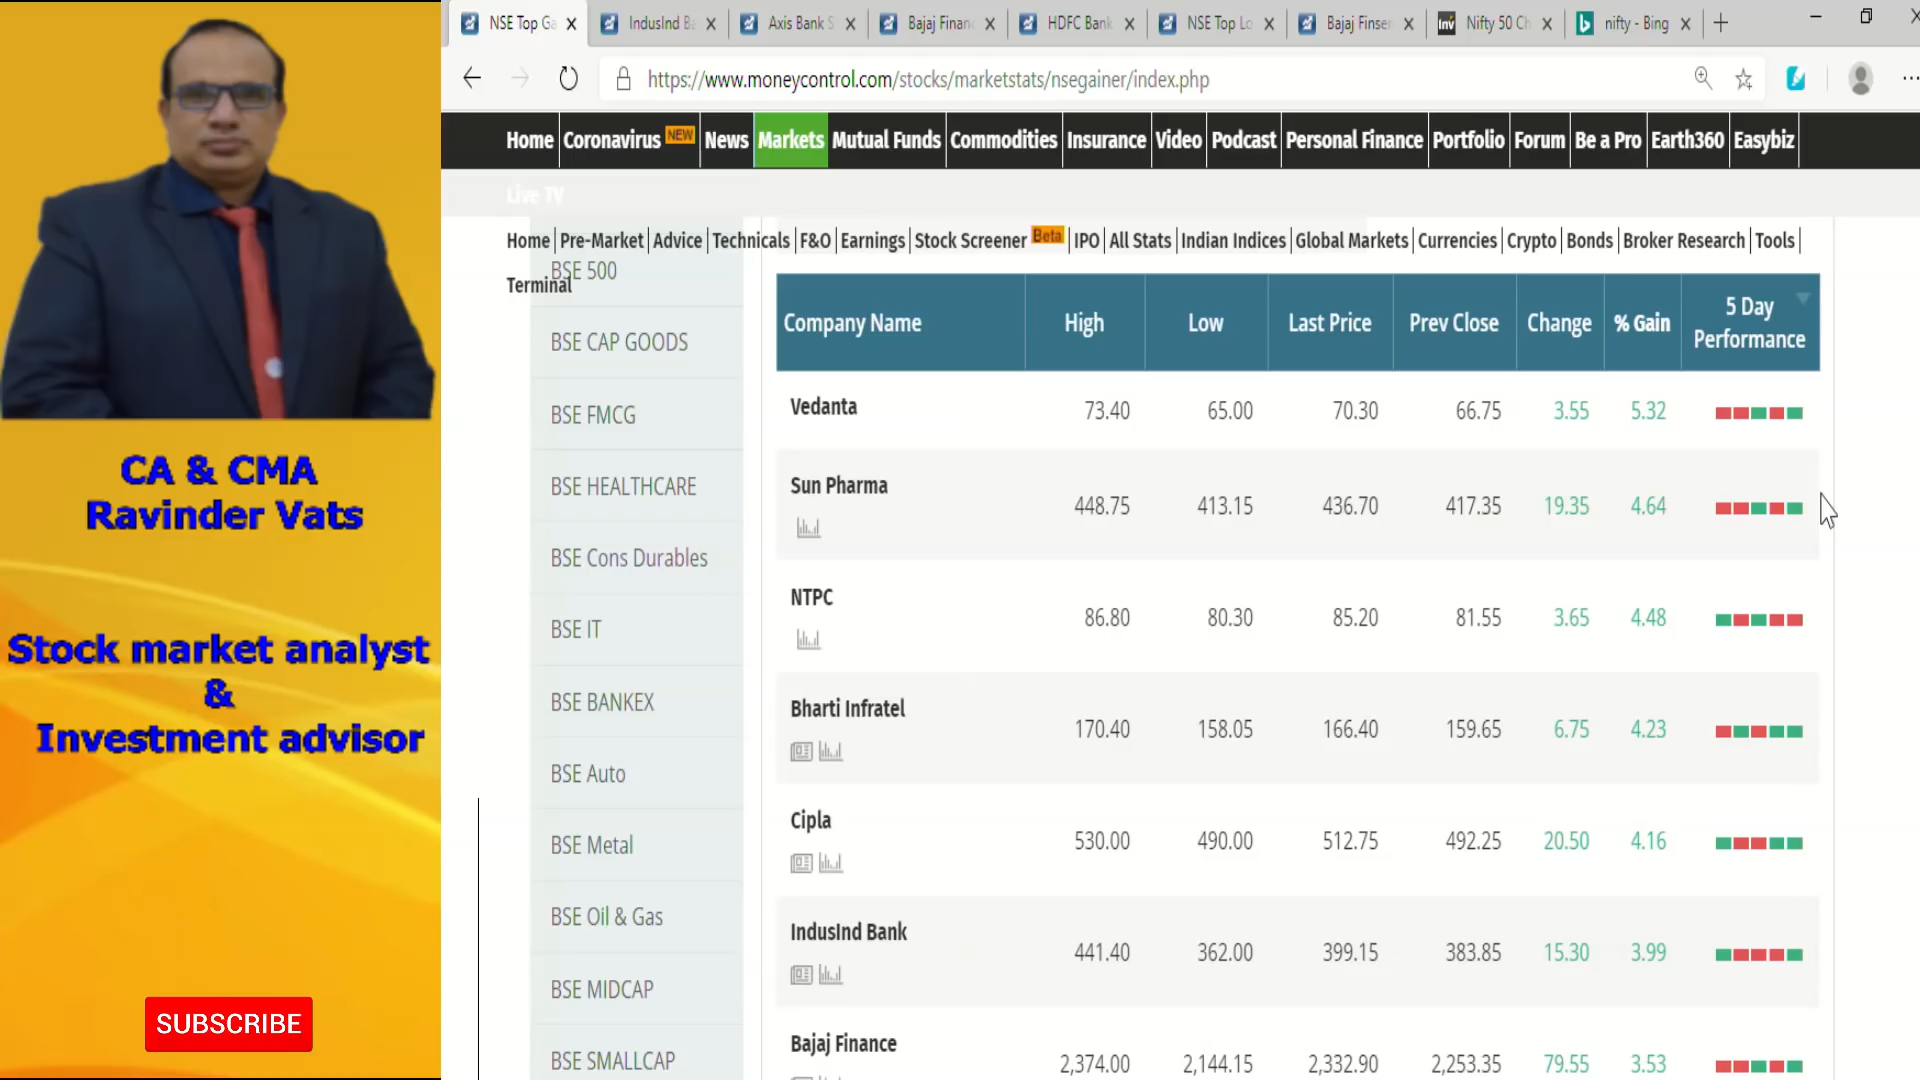 CA & CMA
Ravinder Vats
Stock market analyst
&
Investment advisor
SUBSCRIBE
NSE Top Ga
IndusInd Ba
Axis Bank S
Bajaj Financ
HDFC Bank
NSE Top Lo
Bajaj Finser
Inv Nifty 50 Ch
nifty - Bing
https://www.moneycontrol.com/stocks/marketstats/nsegainer/index.php
Home Coronavirus NEW News Markets Mutual Funds Commodities Insurance Video Podcast Personal Finance Portfolio Forum Be a Pro Earth360 Easybiz
Live TV
Home Pre-Market Advice Technicals F&O Earnings Stock Screener Beta IPO All Stats Indian Indices Global Markets Currencies Crypto Bonds Broker Research Tools
Terminal
BSE 500
BSE CAP GOODS
BSE FMCG
BSE HEALTHCARE
BSE Cons Durables
BSE IT
BSE BANKEX
BSE Auto
BSE Metal
BSE Oil & Gas
BSE MIDCAP
BSE SMALLCAP
Company Name High Low Last Price Prev Close Change % Gain 5 Day Performance
Vedanta 73.40 65.00 70.30 66.75 3.55 5.32
Sun Pharma 448.75 413.15 436.70 417.35 19.35 4.64
NTPC 86.80 80.30 85.20 81.55 3.65 4.48
Bharti Infratel 170.40 158.05 166.40 159.65 6.75 4.23
Cipla 530.00 490.00 512.75 492.25 20.50 4.16
IndusInd Bank 441.40 362.00 399.15 383.85 15.30 3.99
Bajaj Finance 2,374.00 2,144.15 2,332.90 2,253.35 79.55 3.53